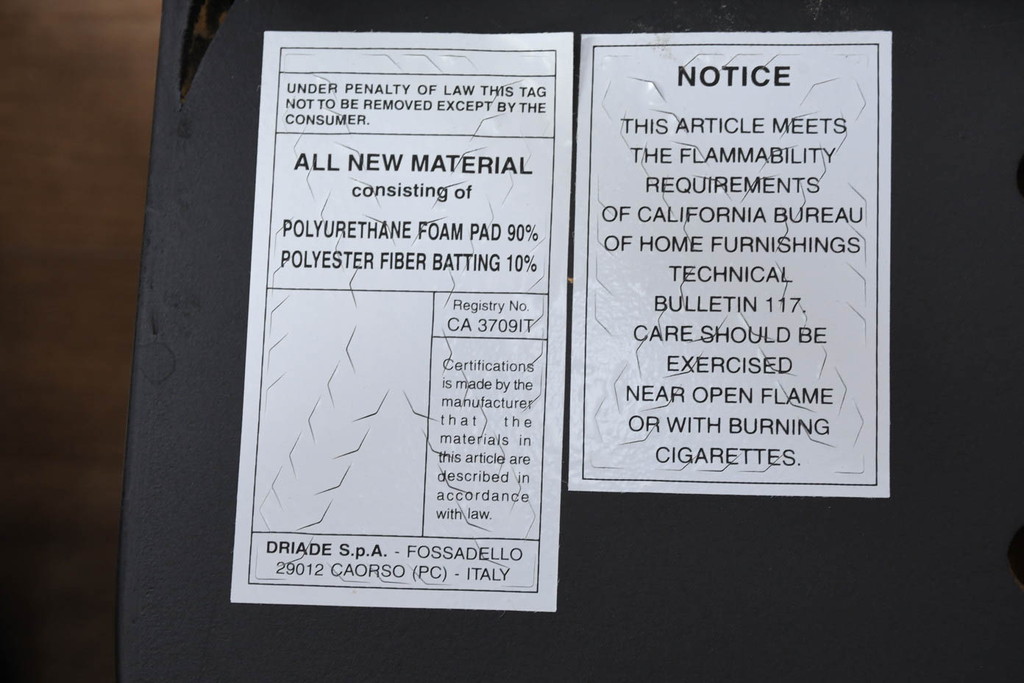 UNDER PENALTY OF LAW THIS TAG
NOT TO BE REMOVED EXCEPT BY THE
CONSUMER.
ALL NEW MATERIAL
consisting of
POLYURETHANE FOAM PAD 90%
POLYESTER FIBER BATTING 10%
Registry No.
CA 3709IT
Certifications
is made by the
manufacturer
that the
materials in
this article are
described in
accordance
with law.
DRIADE S.p.A. - FOSSADELLO
29012 CAORSO (PC) - ITALY
NOTICE
THIS ARTICLE MEETS
THE FLAMMABILITY
REQUIREMENTS
OF CALIFORNIA BUREAU
OF HOME FURNISHINGS
TECHNICAL
BULLETIN 117.
CARE SHOULD BE
EXERCISED
NEAR OPEN FLAME
OR WITH BURNING
CIGARETTES.